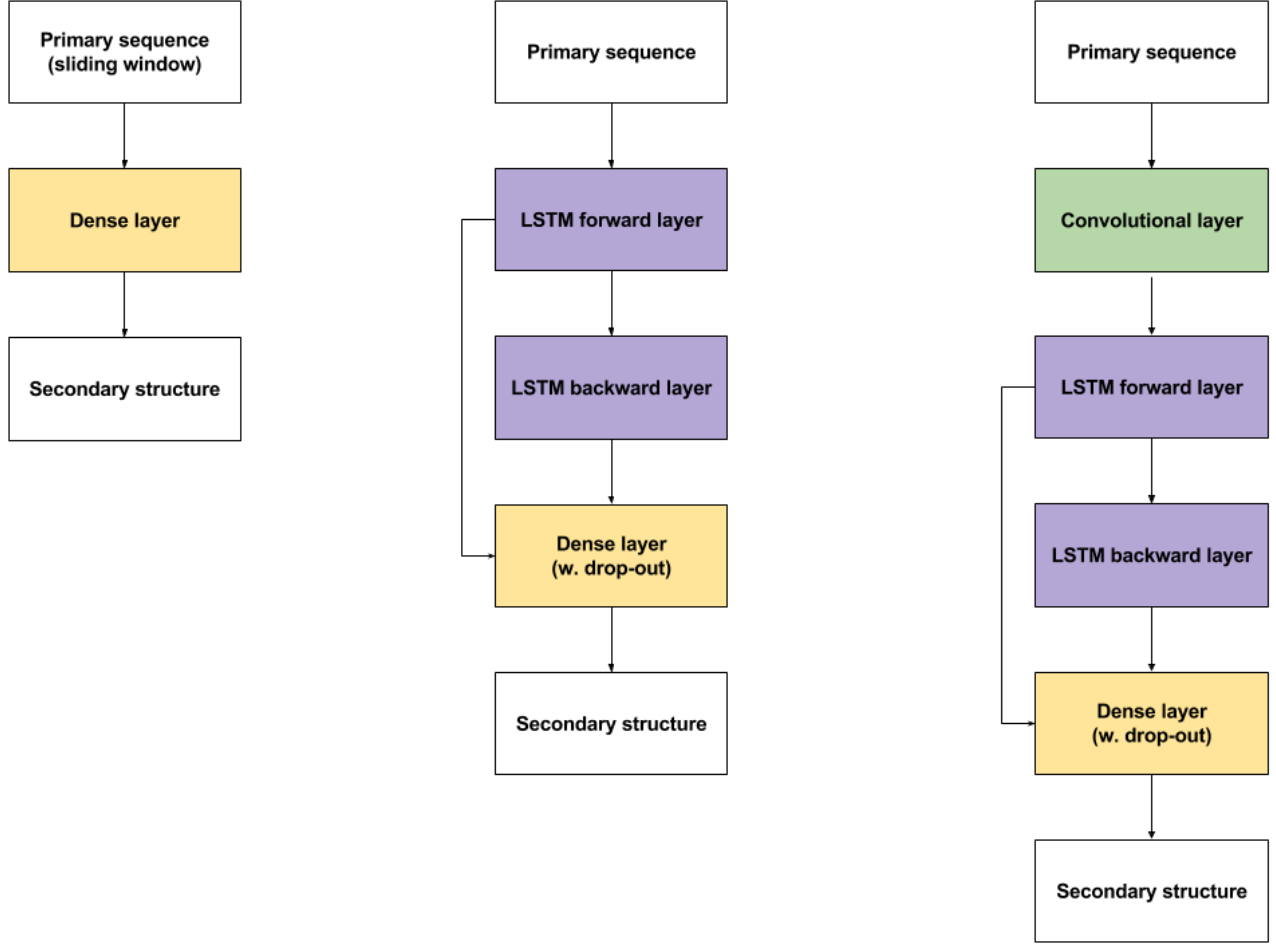 Primary sequence
(sliding window)
Dense layer
Secondary structure
Primary sequence
LSTM forward layer
LSTM backward layer
Dense layer
(w. drop-out)
Secondary structure
Primary sequence
Convolutional layer
LSTM forward layer
LSTM backward layer
Dense layer
(w. drop-out)
Secondary structure